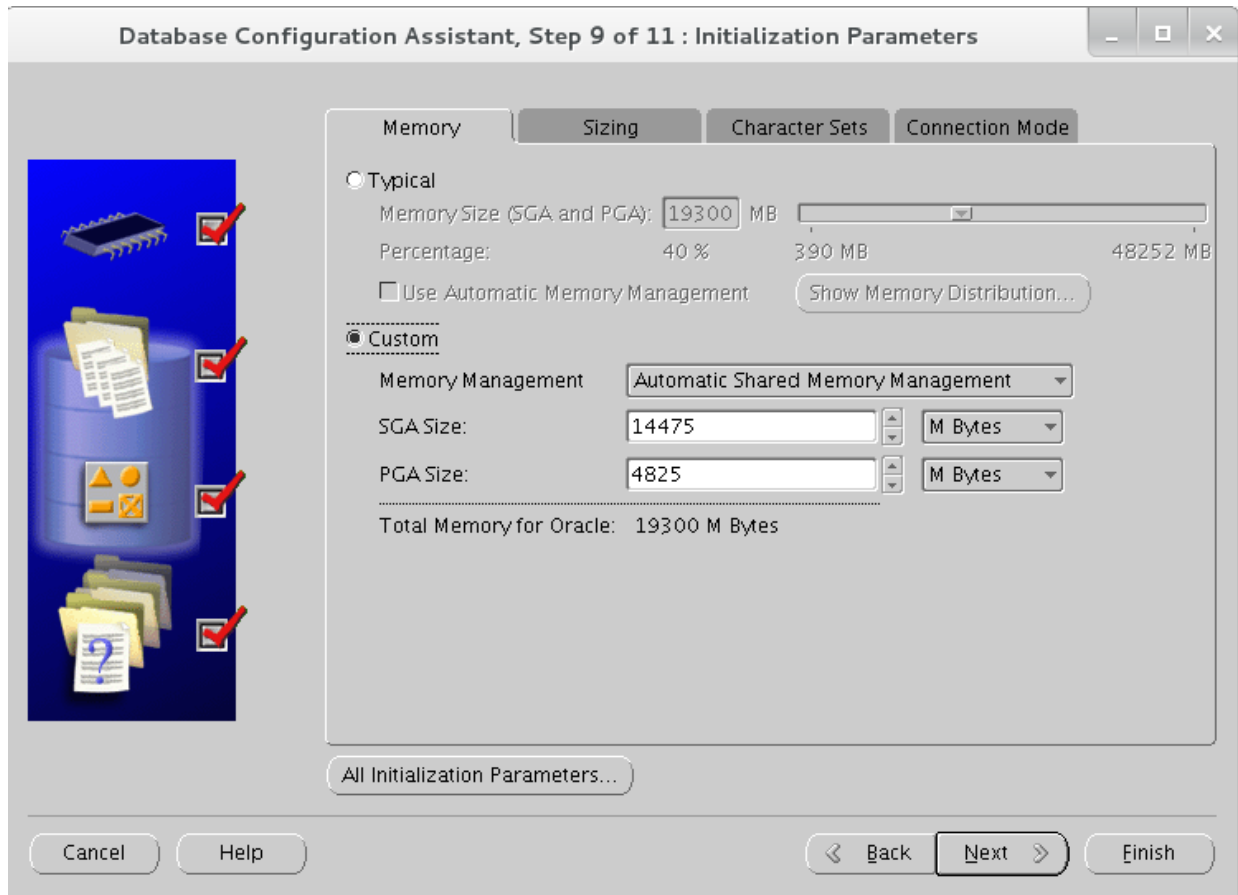 Database Configuration Assistant, Step 9 of 11 : Initialization Parameters
Memory Sizing Character Sets Connection Mode
Typical
Memory Size (SGA and PGA): 19300 MB
Percentage: 40 % 390 MB 48252 MB
Use Automatic Memory Management Show Memory Distribution...
Custom
Memory Management Automatic Shared Memory Management
SGA Size: 14475 M Bytes
PGA Size: 4825 M Bytes
Total Memory for Oracle: 19300 M Bytes
?
All Initialization Parameters...
Cancel Help Back Next Finish